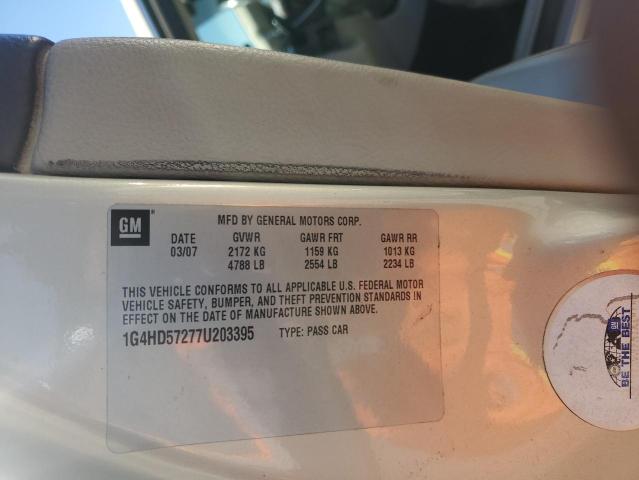 GM
MFD BY GENERAL MOTORS CORP.
DATE GVWR GAWR FRT GAWR RR
03/07 2172 KG 1159 KG 1013 KG
4788 LB 2554 LB 2234 LB
THIS VEHICLE CONFORMS TO ALL APPLICABLE U.S. FEDERAL MOTOR
VEHICLE SAFETY, BUMPER, AND THEFT PREVENTION STANDARDS IN
EFFECT ON THE DATE OF MANUFACTURE SHOWN ABOVE.
1G4HD57277U203395 TYPE: PASS CAR
BE THE BEST